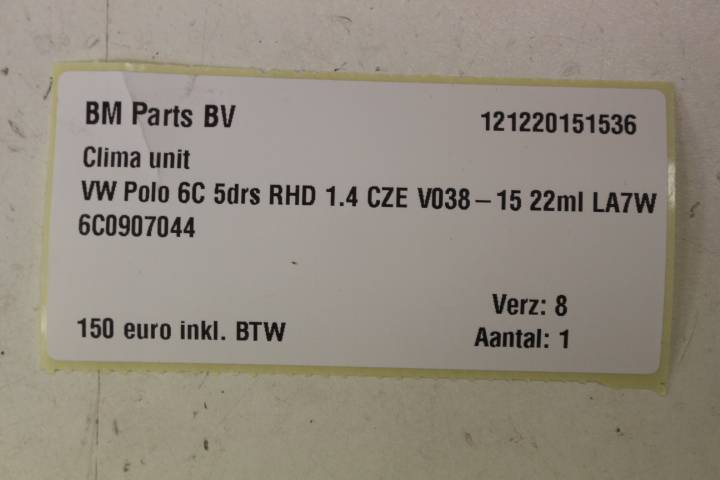 BM Parts BV 121220151536
Clima unit
VW Polo 6C 5drs RHD 1.4 CZE V038-15 22ml LA7W
6C0907044
Verz: 8
150 euro inkl. BTW Aantal: 1